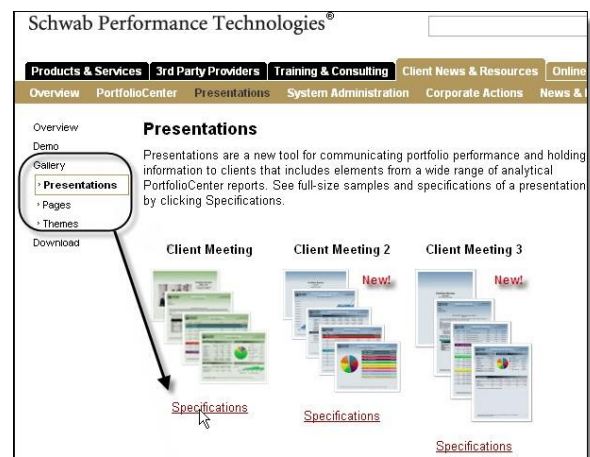 Schwab Performance Technologies®
Products & Services 3rd Party Providers Training & Consulting Client News & Resources Online
Overview PortfolioCenter Presentations System Administration Corporate Actions News &
Overview
Demo
Gallery
› Presentations
› Pages
› Themes
Download
Presentations
Presentations are a new tool for communicating portfolio performance and holding
information to clients that includes elements from a wide range of analytical
PortfolioCenter reports. See full-size samples and specifications of a presentation
by clicking Specifications.
Client Meeting
Specifications
Client Meeting 2
New!
Specifications
Client Meeting 3
New!
Specifications